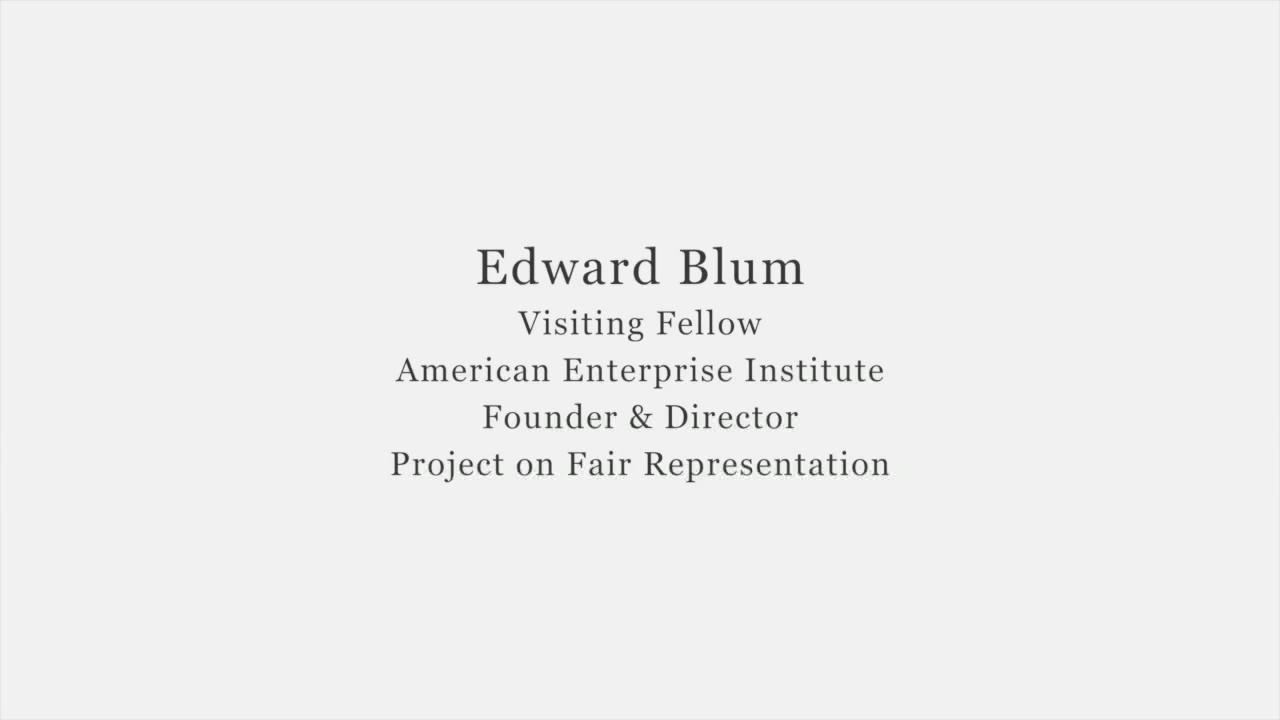 Edward Blum
Visiting Fellow
American Enterprise Institute
Founder & Director
Project on Fair Representation